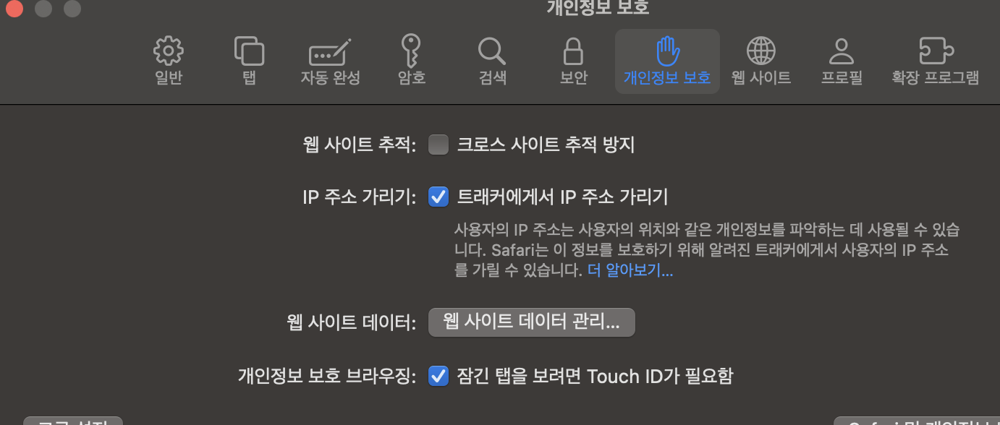 개인정보 보호
일반 탭 자동 완성 암호 검색 보안 개인정보 보호 웹 사이트 프로필 확장 프로그램
웹 사이트 추적: 크로스 사이트 추적 방지
IP 주소 가리기: 트래커에게서 IP 주소 가리기
사용자의 IP 주소는 사용자의 위치와 같은 개인정보를 파악하는 데 사용될 수 있습
니다. Safari는 이 정보를 보호하기 위해 알려진 트래커에게서 사용자의 IP 주소
를 가릴 수 있습니다. 더 알아보기...
웹 사이트 데이터: 웹 사이트 데이터 관리...
개인정보 보호 브라우징: 잠긴 탭을 보려면 Touch ID가 필요함
Safari 및 개인정보